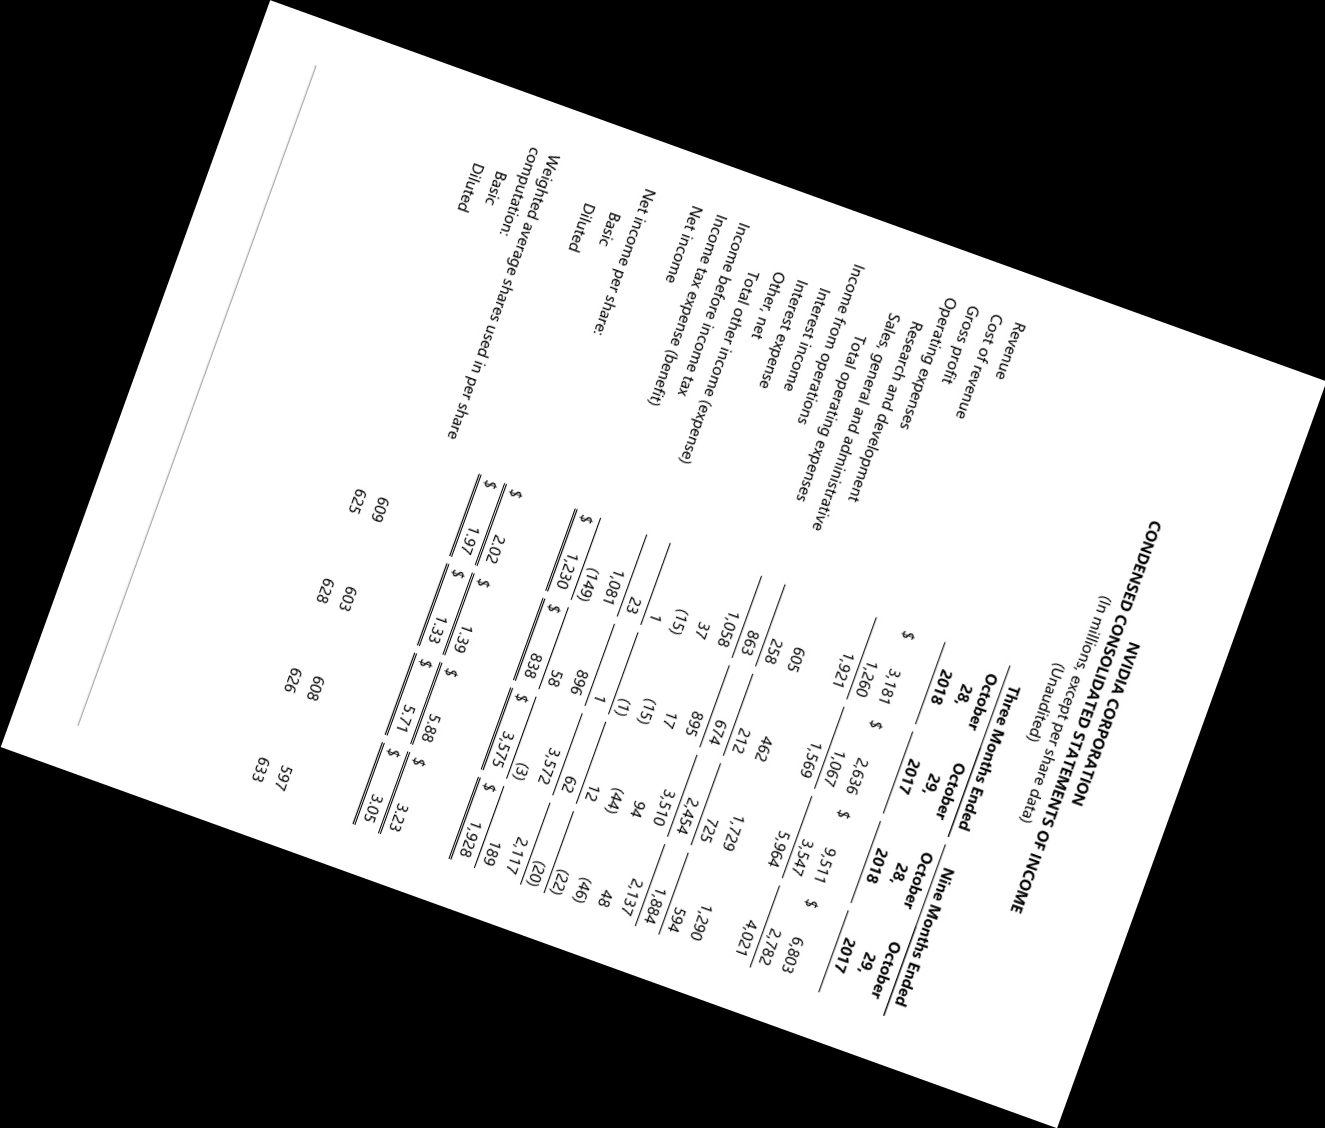 NVIDIA CORPORATION
CONDENSED CONSOLIDATED STATEMENTS OF INCOME
(In millions, except per share data)
(Unaudited)
Three Months Ended Nine Months Ended
October October October October
28, 29, 28, 29,
2018 2017 2018 2017
Revenue $ 3,181 $ 2,636 $ 9,511 $ 6,803
Cost of revenue 1,260 1,067 3,547 2,782
Gross profit 1,921 1,569 5,964 4,021
Operating expenses
Research and development 605 462 1,729 1,290
Sales, general and administrative 258 212 725 594
Total operating expenses 863 674 2,454 1,884
Income from operations 1,058 895 3,510 2,137
Interest income 37 17 94 48
Interest expense (15) (15) (44) (46)
Other, net 1 (1) 12 (22)
Total other income (expense) 23 1 62 (20)
Income before income tax 1,081 896 3,572 2,117
Income tax expense (benefit) (149) 58 (3) 189
Net income $ 1,230 $ 838 $ 3,575 $ 1,928
Net income per share:
Basic $ 2.02 $ 1.39 $ 5.88 $ 3.23
Diluted $ 1.97 $ 1.33 $ 5.71 $ 3.05
Weighted average shares used in per share
computation:
Basic 609 603 608 597
Diluted 625 628 626 633